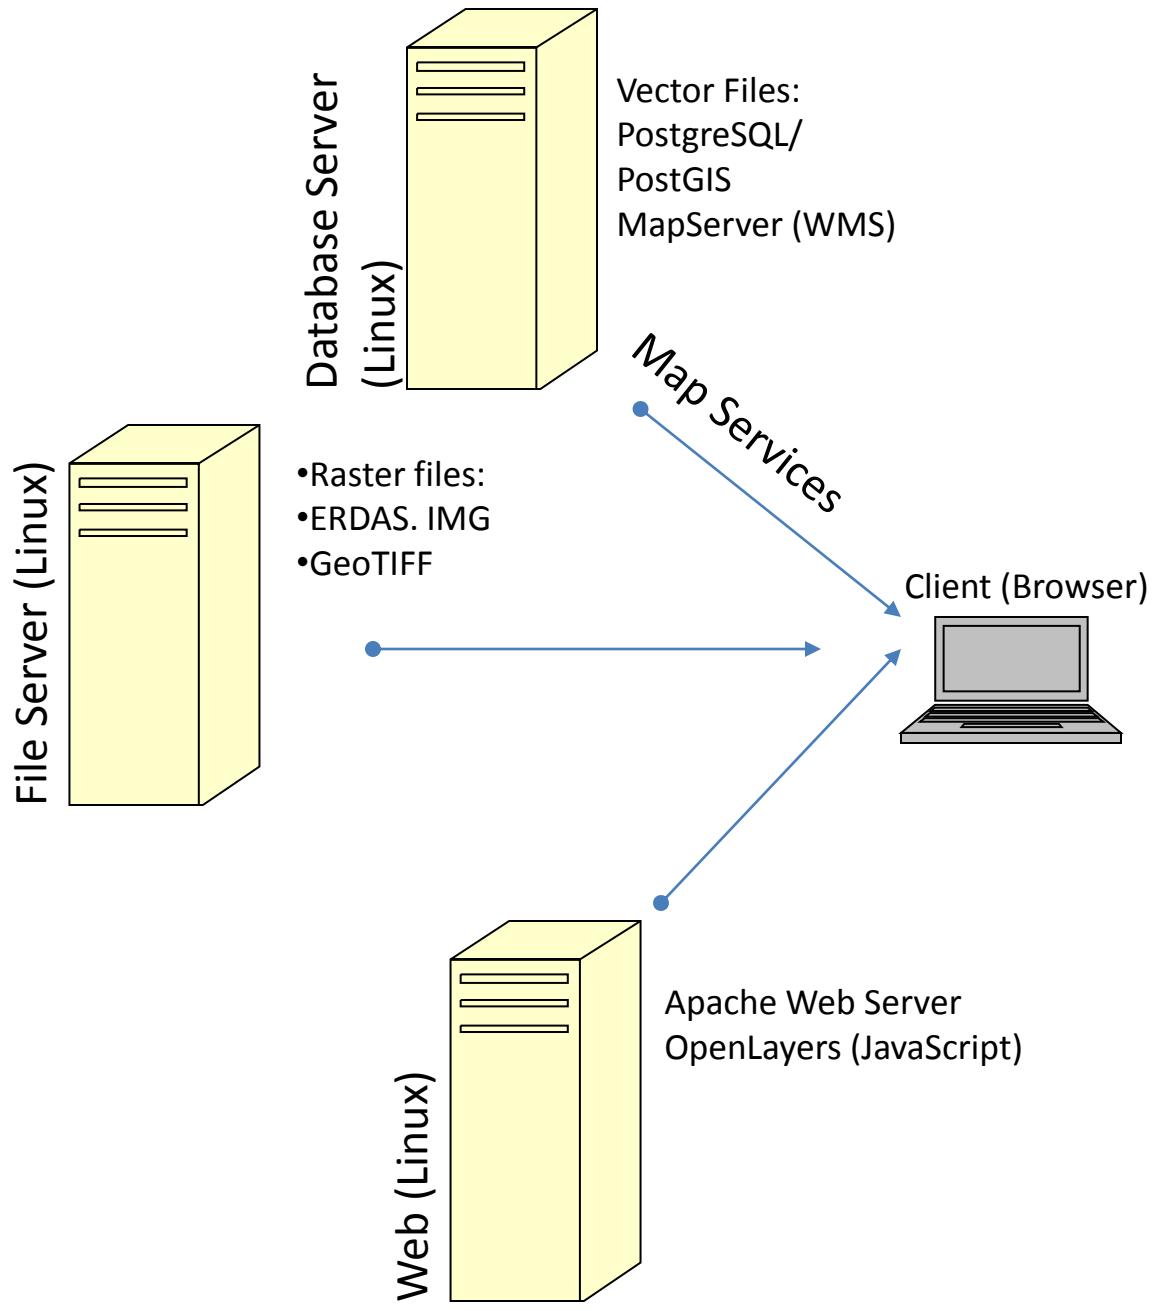 Database Server
(Linux)
Vector Files:
PostgreSQL/
PostGIS
MapServer (WMS)
Map Services
File Server (Linux)
•Raster files:
•ERDAS. IMG
•GeoTIFF
Client (Browser)
Web (Linux)
Apache Web Server
OpenLayers (JavaScript)